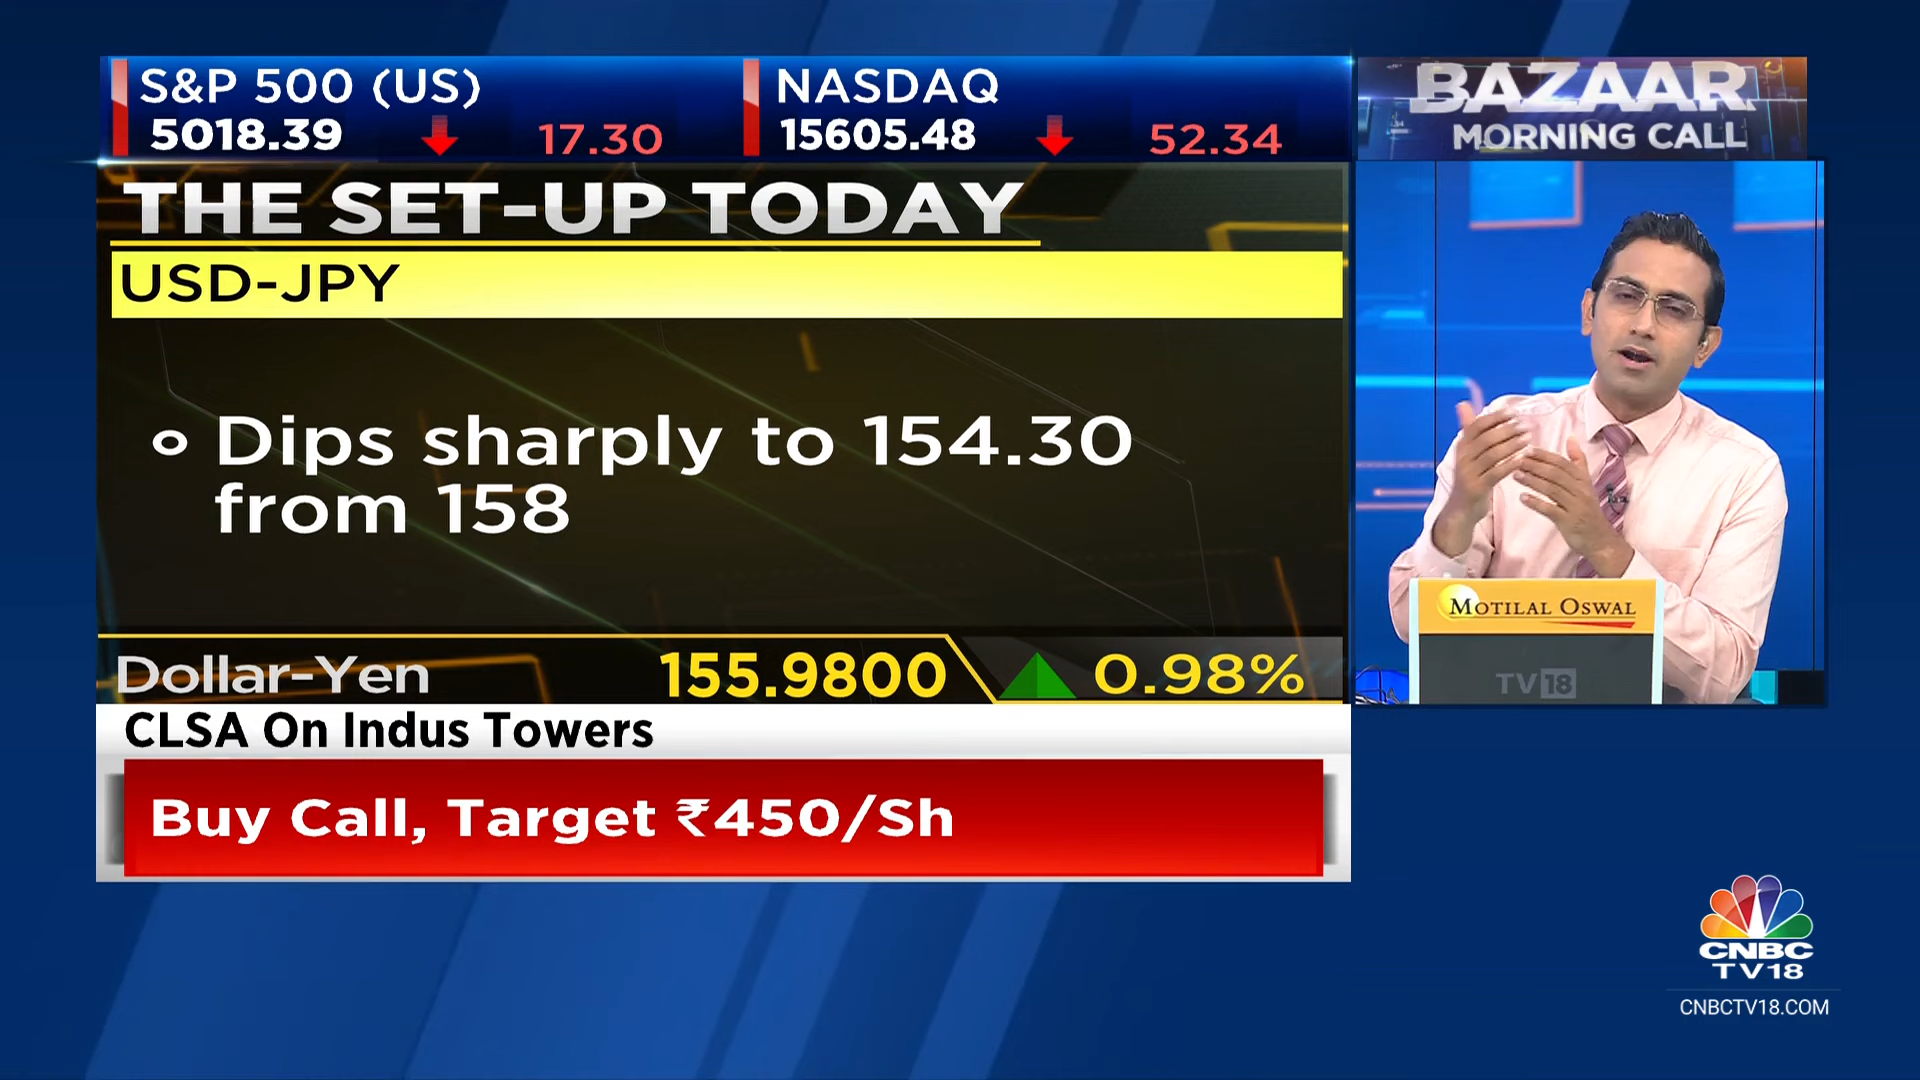 S&P 500 (US)
5018.39 17.30
NASDAQ
15605.48 52.34
BAZAAR
MORNING CALL
THE SET-UP TODAY
USD-JPY
Dips sharply to 154.30
from 158
Dollar-Yen 155.9800 0.98%
CLSA On Indus Towers
Buy Call, Target ₹450/Sh
MOTILAL OSWAL
TV18
CNBC
TV18
CNBCTV18.COM